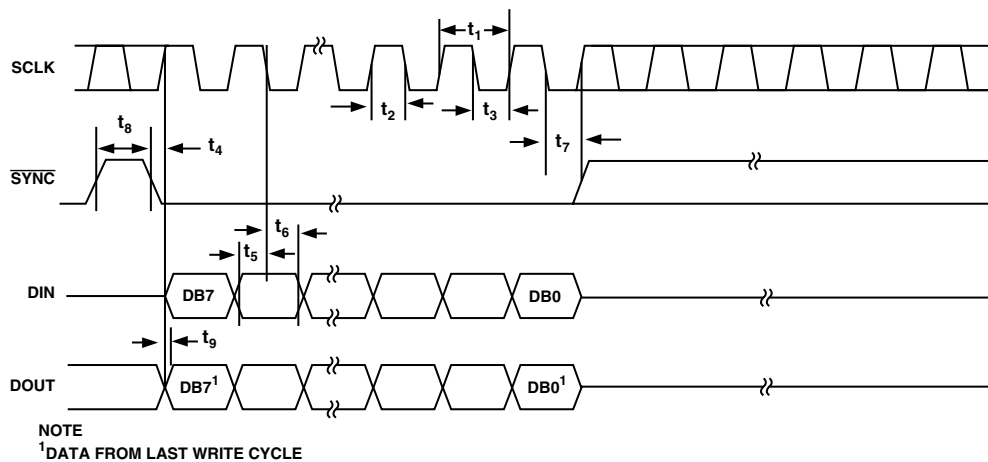 t1
SCLK
t2
t3
t8
t4
t7
SYNC
t6
t5
DIN
DB7
DB0
t9
DOUT
DB7¹
DB0¹
NOTE
¹DATA FROM LAST WRITE CYCLE